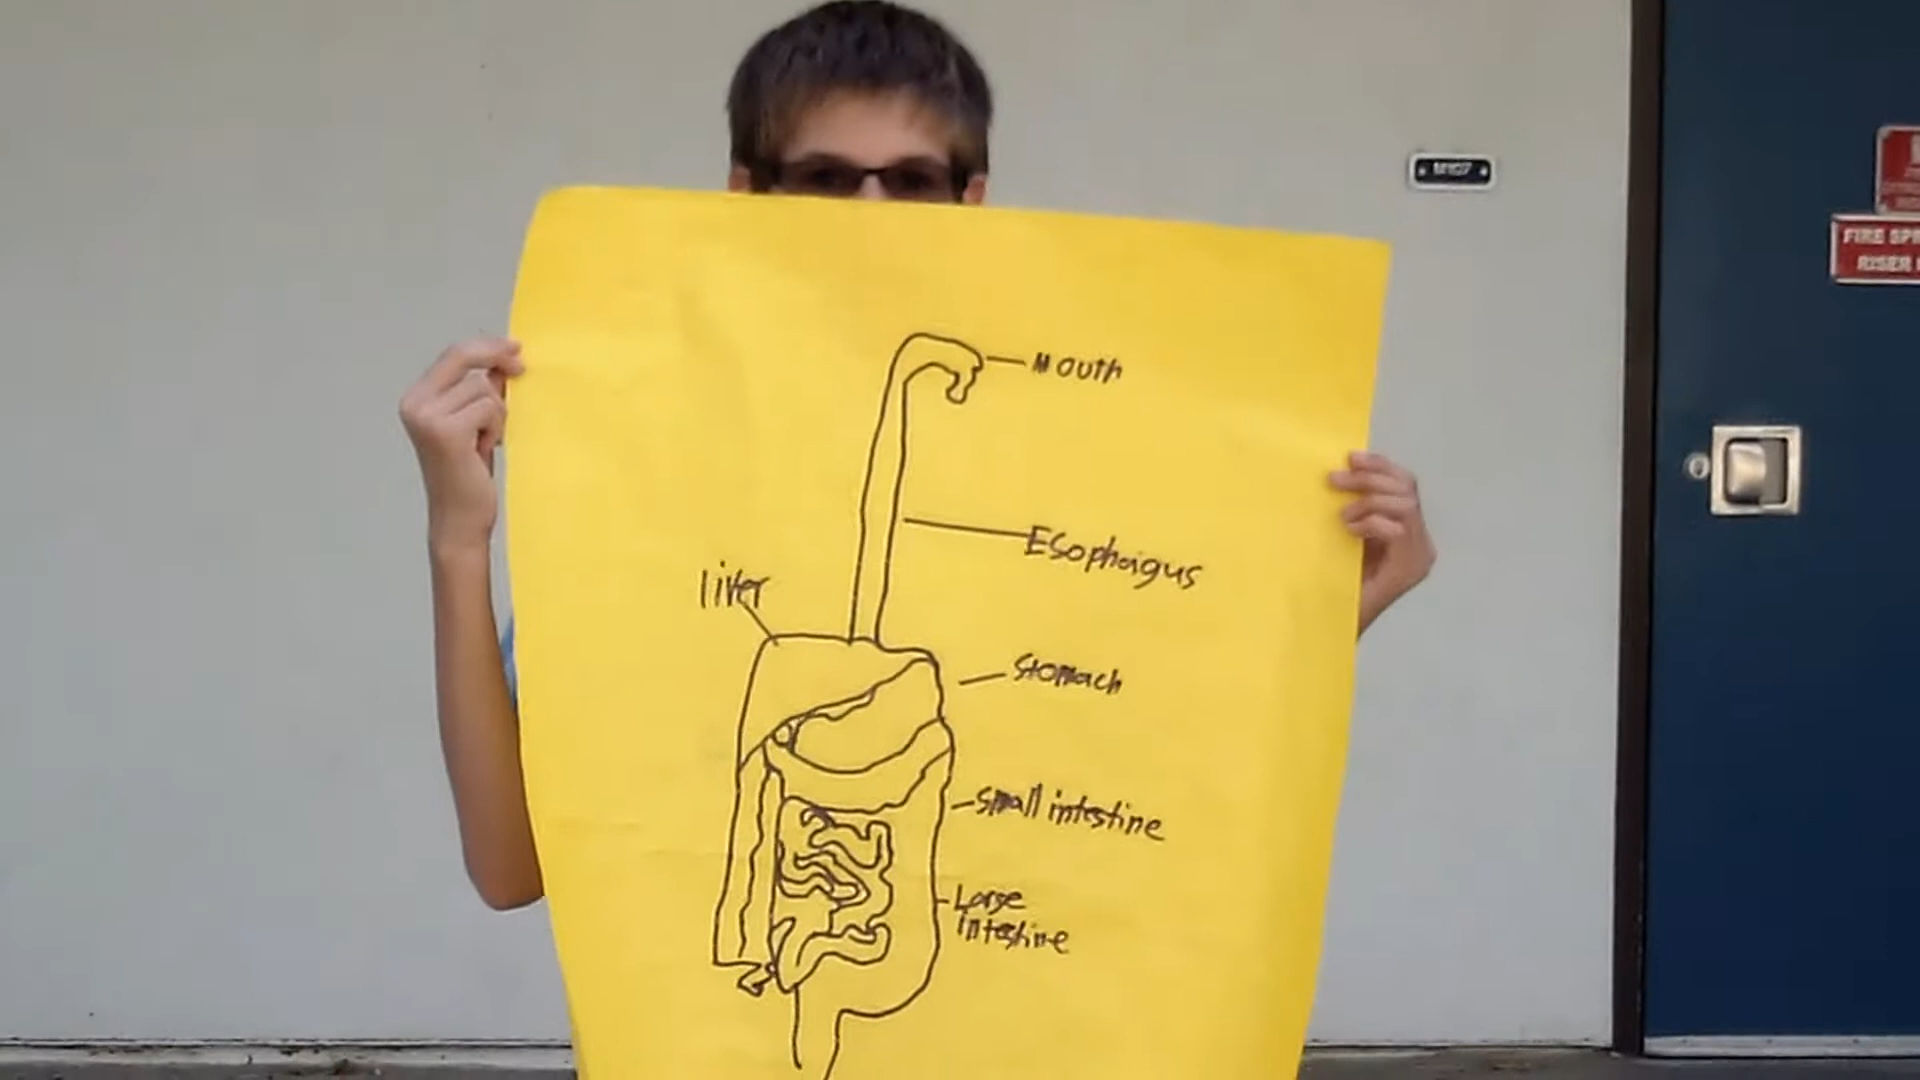 Mouth
Esophaigus
liver
Stomach
small intestine
Large
intestine
FIRE SPR
RISER